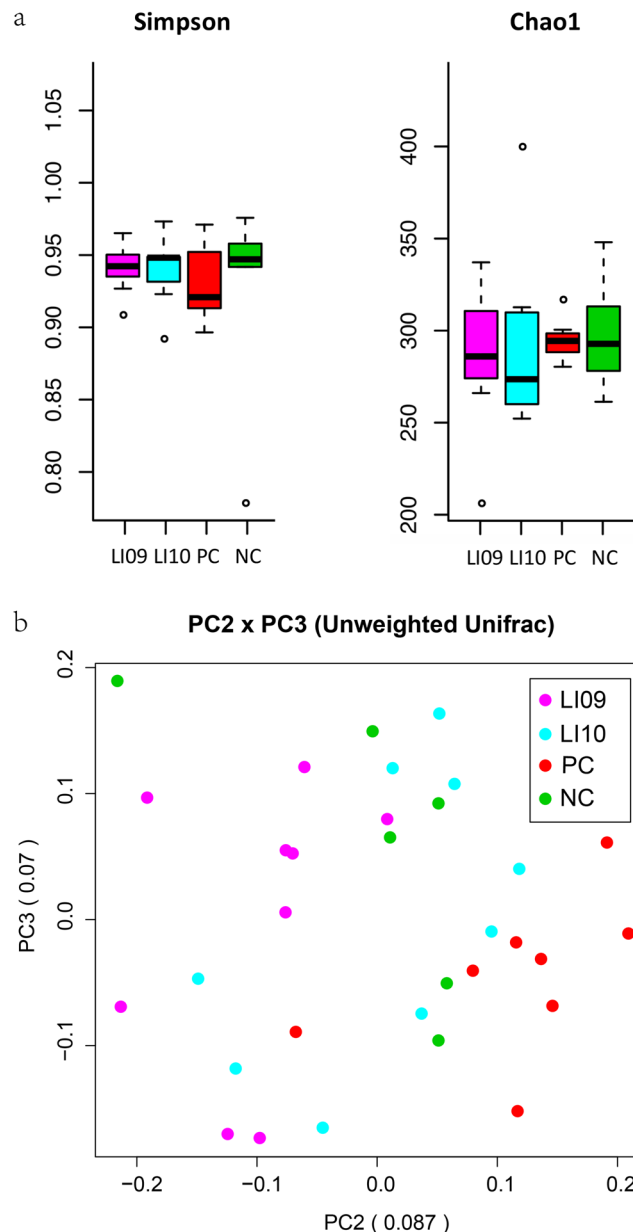 a
Simpson
Chao1
1.05
1.00
0.95
0.90
0.85
0.80
LI09 LI10 PC NC
400
350
300
250
200
LI09 LI10 PC NC
b
PC2 x PC3 (Unweighted Unifrac)
0.2
0.1
0.0
−0.1
PC3 ( 0.07 )
LI09
LI10
PC
NC
−0.2 −0.1 0.0 0.1 0.2
PC2 ( 0.087 )